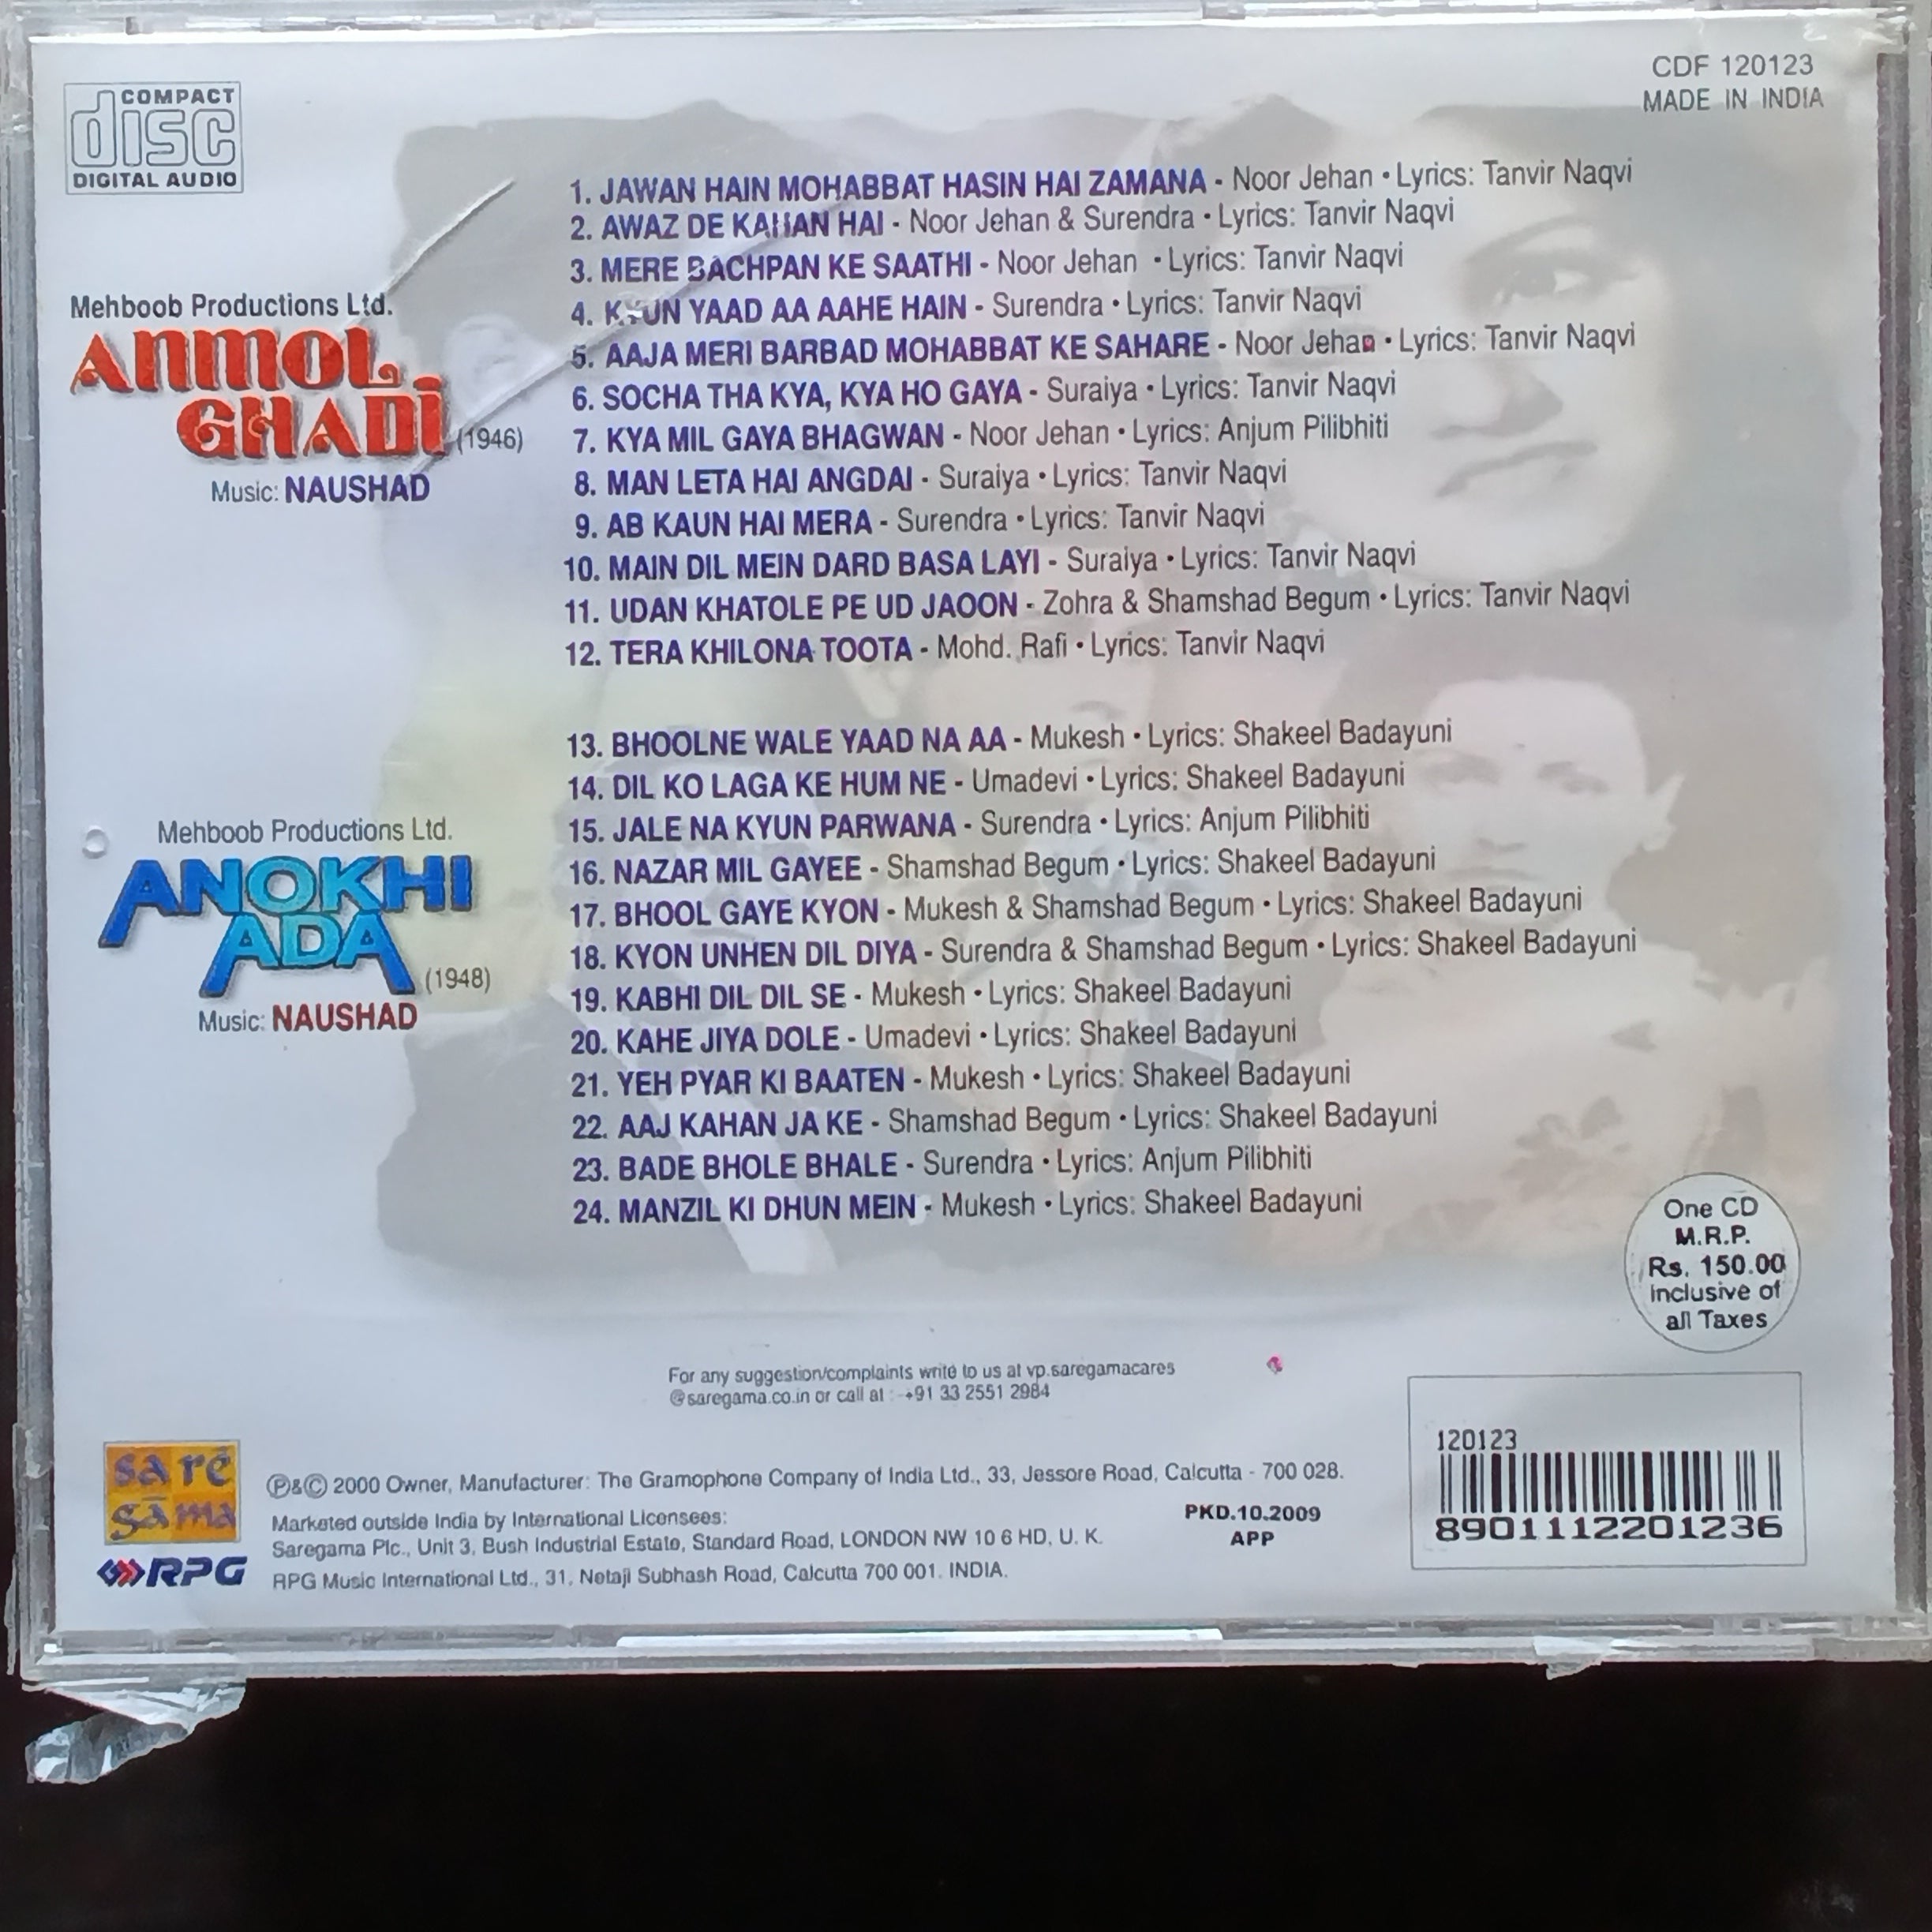 COMPACT
disc
DIGITAL AUDIO
CDF 120123
MADE IN INDIA
Mehboob Productions Ltd.
ANMOL
GHADI
(1946)
Music: NAUSHAD
1. JAWAN HAIN MOHABBAT HASIN HAI ZAMANA - Noor Jehan • Lyrics: Tanvir Naqvi
2. AWAZ DE KAHAN HAI - Noor Jehan & Surendra • Lyrics: Tanvir Naqvi
3. MERE BACHPAN KE SAATHI - Noor Jehan • Lyrics: Tanvir Naqvi
4. KYUN YAAD AA AAHE HAIN - Surendra • Lyrics: Tanvir Naqvi
5. AAJA MERI BARBAD MOHABBAT KE SAHARE - Noor Jehan • Lyrics: Tanvir Naqvi
6. SOCHA THA KYA, KYA HO GAYA - Suraiya • Lyrics: Tanvir Naqvi
7. KYA MIL GAYA BHAGWAN - Noor Jehan • Lyrics: Anjum Pilibhiti
8. MAN LETA HAI ANGDAI - Suraiya • Lyrics: Tanvir Naqvi
9. AB KAUN HAI MERA - Surendra • Lyrics: Tanvir Naqvi
10. MAIN DIL MEIN DARD BASA LAYI - Suraiya • Lyrics: Tanvir Naqvi
11. UDAN KHATOLE PE UD JAOON - Zohra & Shamshad Begum • Lyrics: Tanvir Naqvi
12. TERA KHILONA TOOTA - Mohd. Rafi • Lyrics: Tanvir Naqvi
Mehboob Productions Ltd.
ANOKHI
ADA
(1948)
Music: NAUSHAD
13. BHOOLNE WALE YAAD NA AA - Mukesh • Lyrics: Shakeel Badayuni
14. DIL KO LAGA KE HUM NE - Umadevi • Lyrics: Shakeel Badayuni
15. JALE NA KYUN PARWANA - Surendra • Lyrics: Anjum Pilibhiti
16. NAZAR MIL GAYEE - Shamshad Begum • Lyrics: Shakeel Badayuni
17. BHOOL GAYE KYON - Mukesh & Shamshad Begum • Lyrics: Shakeel Badayuni
18. KYON UNHEN DIL DIYA - Surendra & Shamshad Begum • Lyrics: Shakeel Badayuni
19. KABHI DIL DIL SE - Mukesh • Lyrics: Shakeel Badayuni
20. KAHE JIYA DOLE - Umadevi • Lyrics: Shakeel Badayuni
21. YEH PYAR KI BAATEN - Mukesh • Lyrics: Shakeel Badayuni
22. AAJ KAHAN JA KE - Shamshad Begum • Lyrics: Shakeel Badayuni
23. BADE BHOLE BHALE - Surendra • Lyrics: Anjum Pilibhiti
24. MANZIL KI DHUN MEIN - Mukesh • Lyrics: Shakeel Badayuni
One CD
M.R.P.
Rs. 150.00
inclusive of
all Taxes
For any suggestion/complaints write to us at vp.saregamacares
@saregama.co.in or call at : +91 33 2551 2984
sa rē
gāma
RPG
Ⓟ&© 2000 Owner, Manufacturer: The Gramophone Company of India Ltd., 33, Jessore Road, Calcutta - 700 028.
Marketed outside India by International Licensees:
Saregama Plc., Unit 3, Bush Industrial Estate, Standard Road, LONDON NW 10 6 HD, U. K.
RPG Music International Ltd., 31, Netaji Subhash Road, Calcutta 700 001. INDIA.
PKD.10.2009
APP
120123
8901112201236